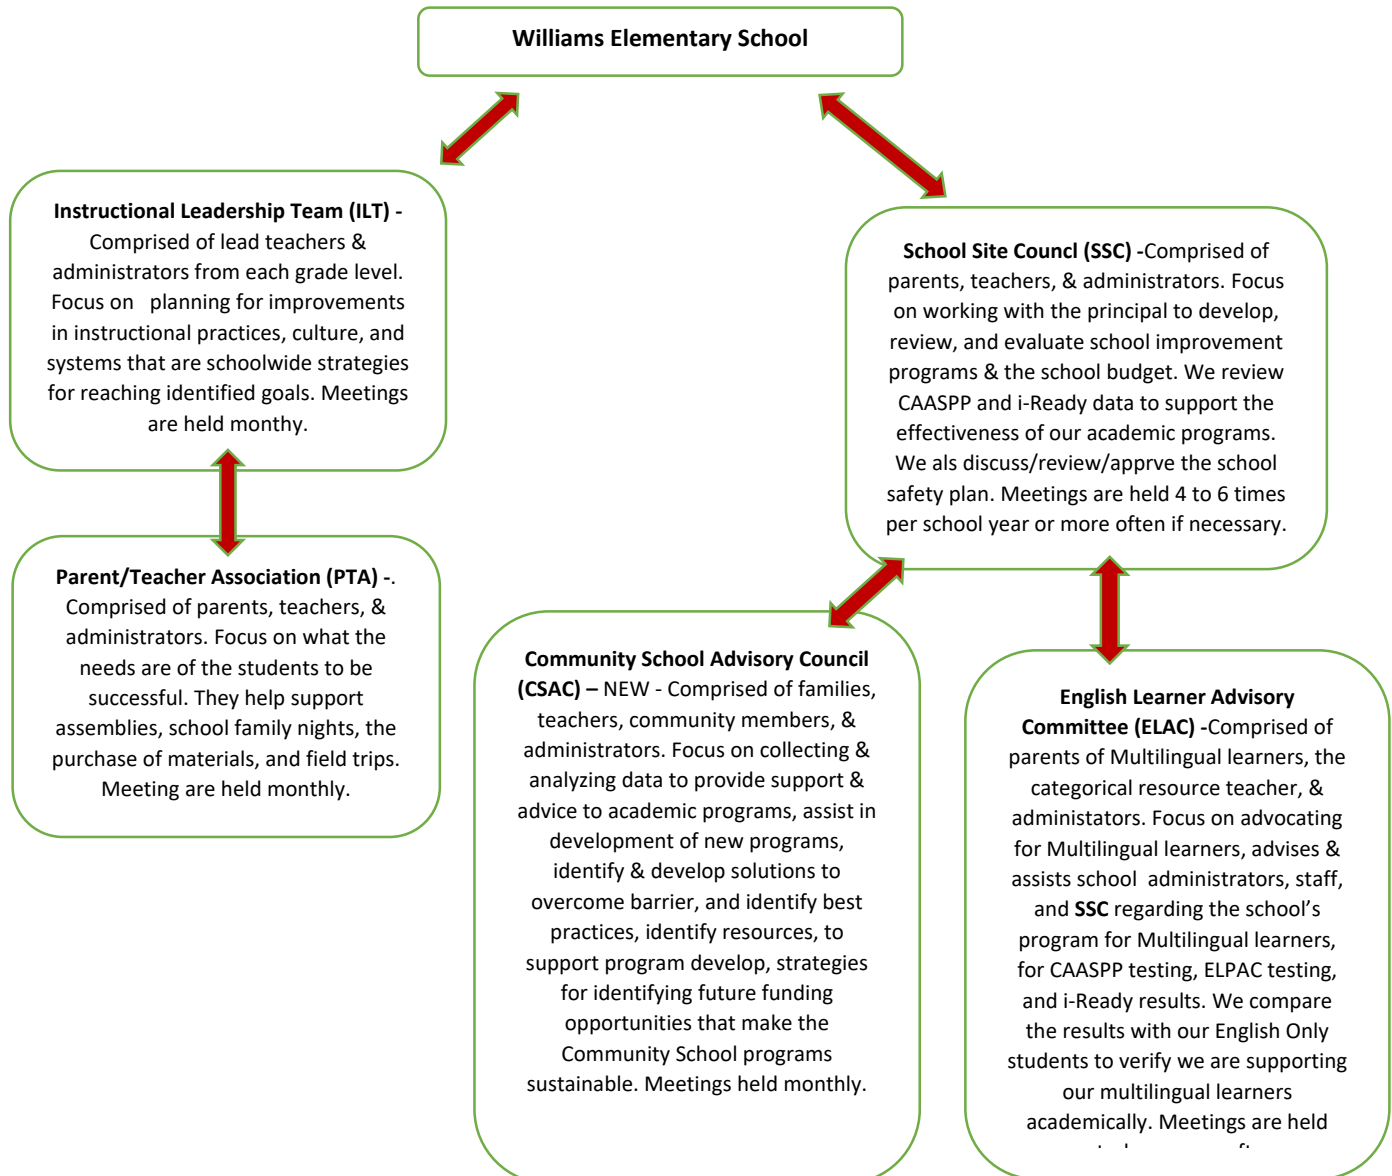 Williams Elementary School
Instructional Leadership Team (ILT) -
Comprised of lead teachers &
administrators from each grade level.
Focus on planning for improvements
in instructional practices, culture, and
systems that are schoolwide strategies
for reaching identified goals. Meetings
are held monthy.
School Site Councl (SSC) -Comprised of
parents, teachers, & administrators. Focus
on working with the principal to develop,
review, and evaluate school improvement
programs & the school budget. We review
CAASPP and i-Ready data to support the
effectiveness of our academic programs.
We als discuss/review/apprve the school
safety plan. Meetings are held 4 to 6 times
per school year or more often if necessary.
Parent/Teacher Association (PTA) -.
Comprised of parents, teachers, &
administrators. Focus on what the
needs are of the students to be
successful. They help support
assemblies, school family nights, the
purchase of materials, and field trips.
Meeting are held monthly.
Community School Advisory Council
(CSAC) – NEW - Comprised of families,
teachers, community members, &
administrators. Focus on collecting &
analyzing data to provide support &
advice to academic programs, assist in
development of new programs,
identify & develop solutions to
overcome barrier, and identify best
practices, identify resources, to
support program develop, strategies
for identifying future funding
opportunities that make the
Community School programs
sustainable. Meetings held monthly.
English Learner Advisory
Committee (ELAC) -Comprised of
parents of Multilingual learners, the
categorical resource teacher, &
administators. Focus on advocating
for Multilingual learners, advises &
assists school administrators, staff,
and SSC regarding the school’s
program for Multilingual learners,
for CAASPP testing, ELPAC testing,
and i-Ready results. We compare
the results with our English Only
students to verify we are supporting
our multilingual learners
academically. Meetings are held